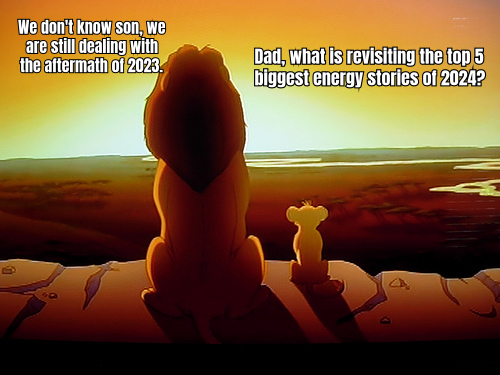 We don't know son, we
are still dealing with
the aftermath of 2023.
Dad, what is revisiting the top 5
biggest energy stories of 2024?